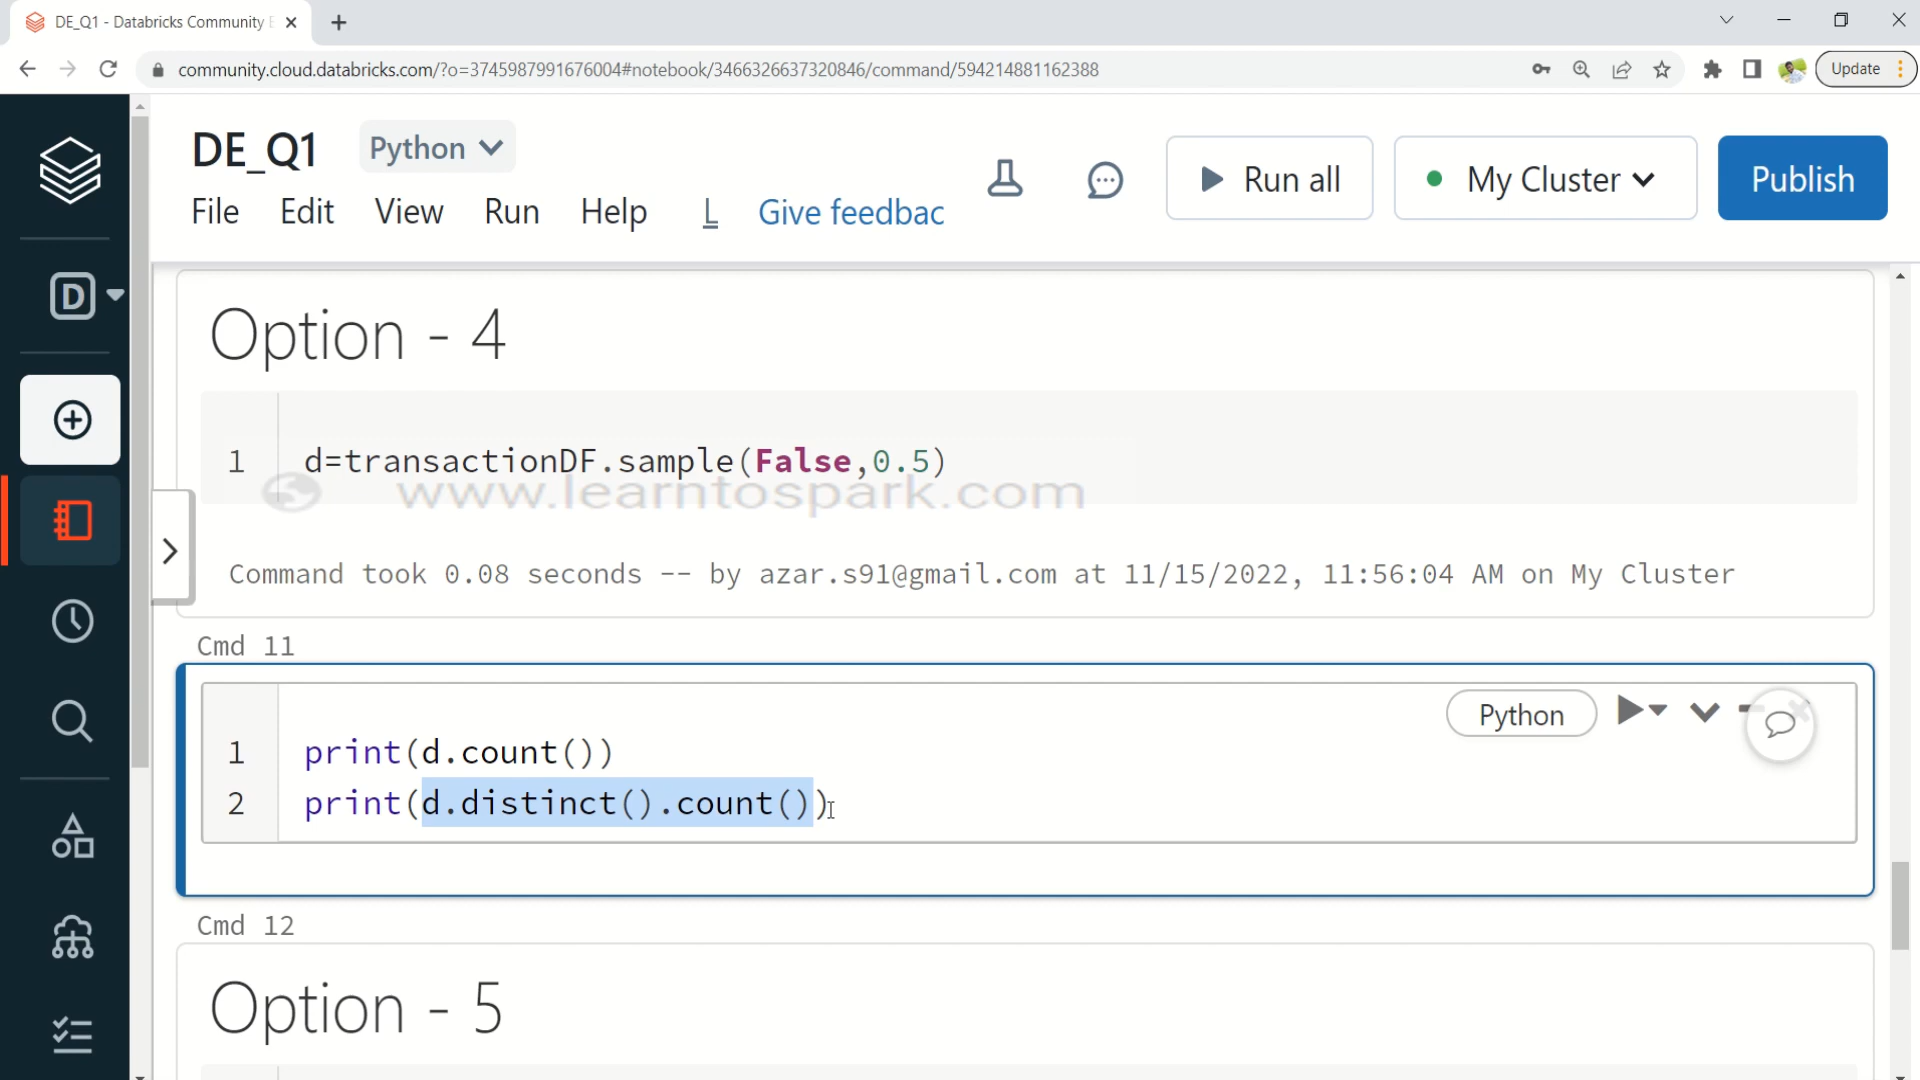 DE_Q1 - Databricks Community E
community.cloud.databricks.com/?o=3745987991676004#notebook/3466326637320846/command/594214881162388
Update
DE_Q1
Python
File Edit View Run Help L Give feedbac
Run all
My Cluster
Publish
D
Option - 4
1 d=transactionDF.sample(False,0.5)
www.learntospark.com
Command took 0.08 seconds -- by azar.s91@gmail.com at 11/15/2022, 11:56:04 AM on My Cluster
Cmd 11
Python
1 print(d.count())
2 print(d.distinct().count())
Cmd 12
Option - 5